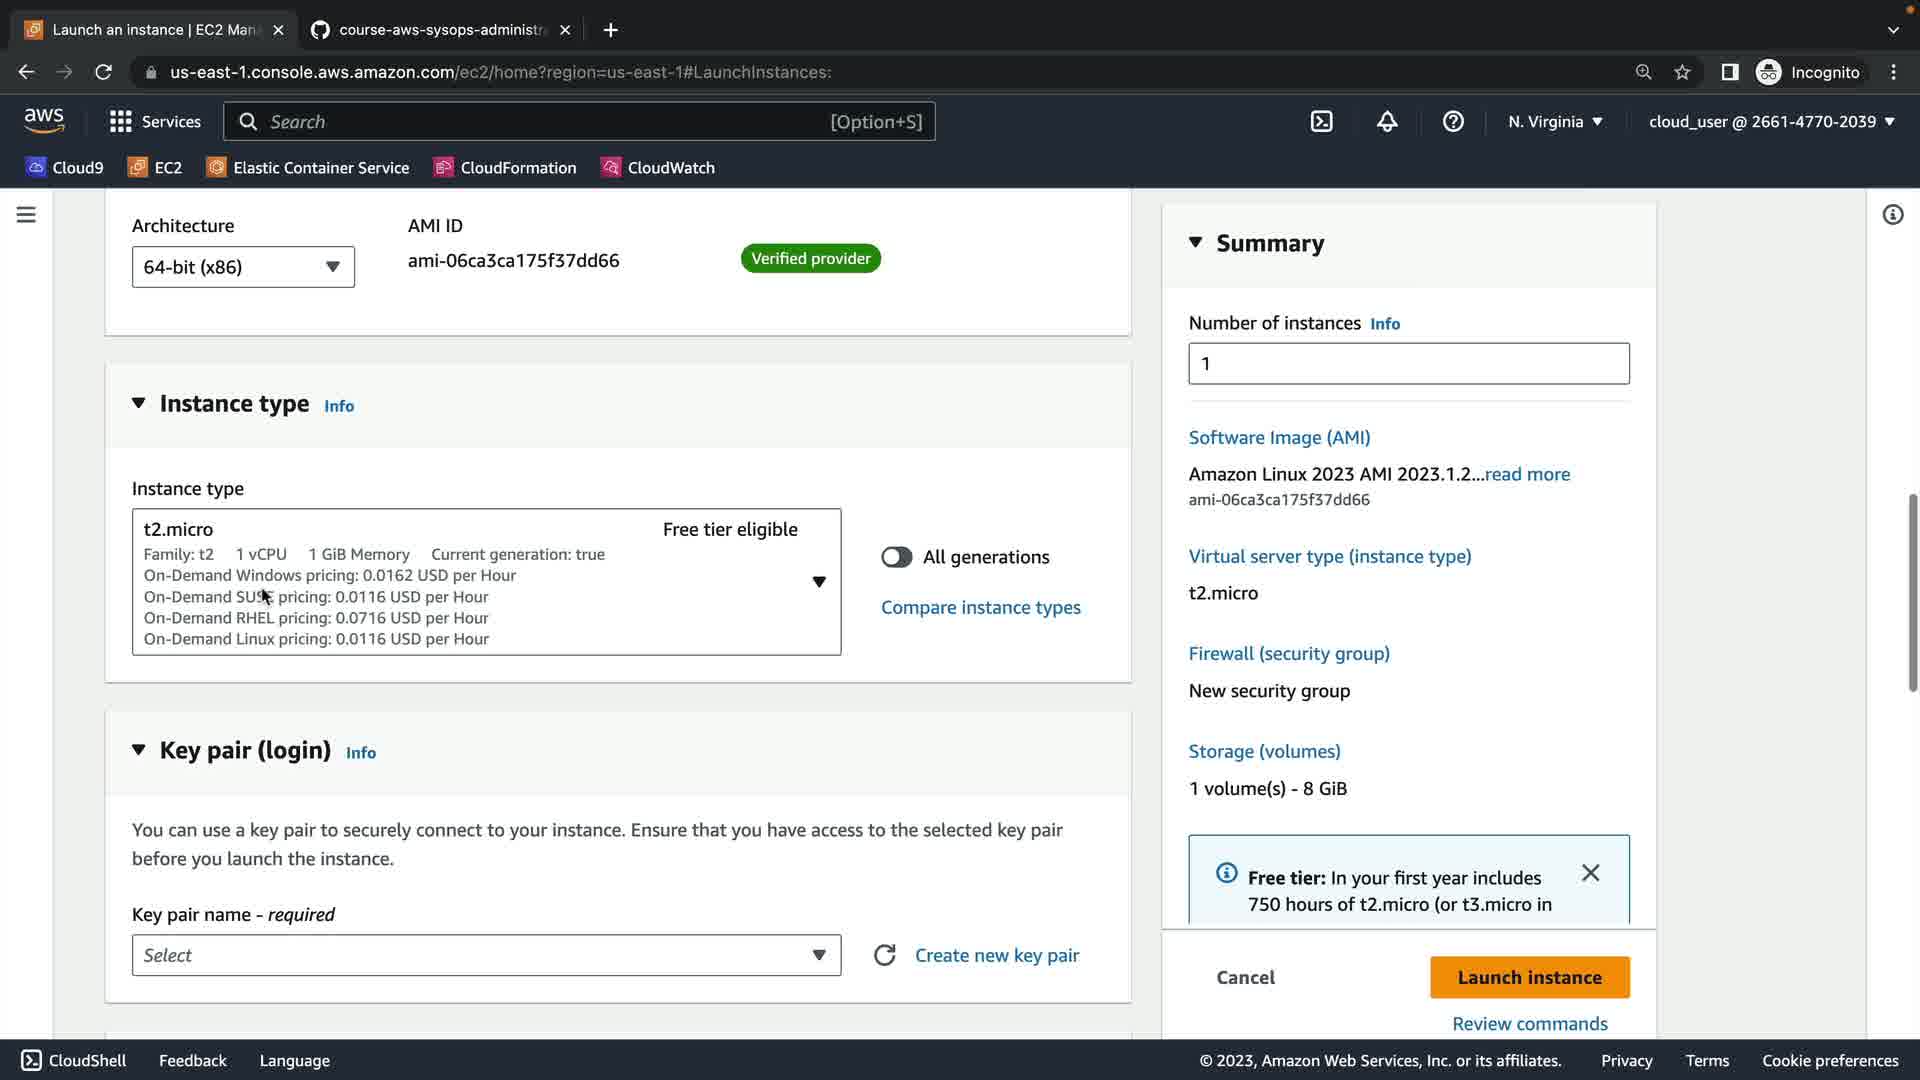 Launch an instance | EC2 Man
course-aws-sysops-administr
us-east-1.console.aws.amazon.com/ec2/home?region=us-east-1#LaunchInstances:
Incognito
aws
Services
Search
[Option+S]
N. Virginia
cloud_user @ 2661-4770-2039
Cloud9
EC2
Elastic Container Service
CloudFormation
CloudWatch
Architecture
AMI ID
64-bit (x86)
ami-06ca3ca175f37dd66
Verified provider
Instance type Info
Instance type
t2.micro
Free tier eligible
Family: t2 1 vCPU 1 GiB Memory Current generation: true
On-Demand Windows pricing: 0.0162 USD per Hour
On-Demand SUSE pricing: 0.0116 USD per Hour
On-Demand RHEL pricing: 0.0716 USD per Hour
On-Demand Linux pricing: 0.0116 USD per Hour
All generations
Compare instance types
Key pair (login) Info
You can use a key pair to securely connect to your instance. Ensure that you have access to the selected key pair
before you launch the instance.
Key pair name - required
Select
Create new key pair
Summary
Number of instances Info
1
Software Image (AMI)
Amazon Linux 2023 AMI 2023.1.2...read more
ami-06ca3ca175f37dd66
Virtual server type (instance type)
t2.micro
Firewall (security group)
New security group
Storage (volumes)
1 volume(s) - 8 GiB
Free tier: In your first year includes
750 hours of t2.micro (or t3.micro in
Cancel
Launch instance
Review commands
CloudShell
Feedback
Language
© 2023, Amazon Web Services, Inc. or its affiliates.
Privacy
Terms
Cookie preferences